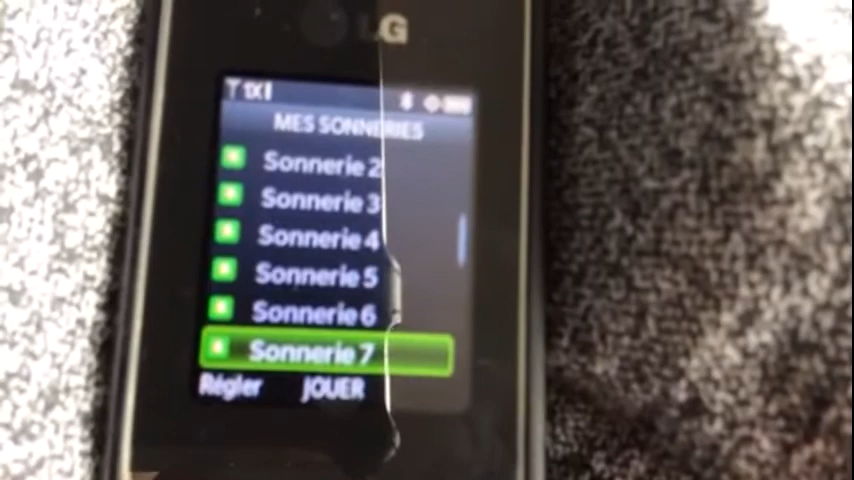 LG
1X
MES SONNERIES
Sonnerie 2
Sonnerie 3
Sonnerie 4
Sonnerie 5
Sonnerie 6
Sonnerie 7
Régler JOUER